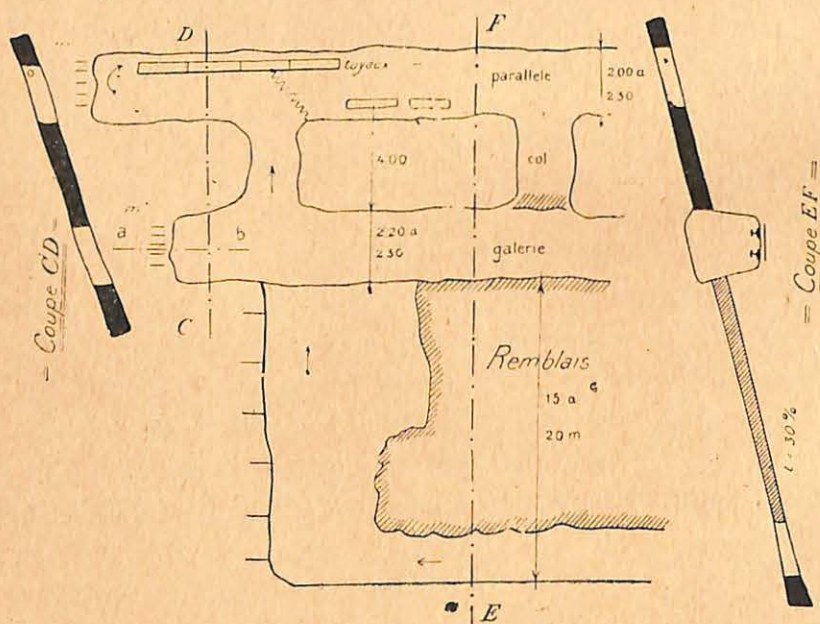 D
F
tuyaux
parallele
2.00 a
2.30
4.00
col
m'
a
b
2.20 a
2.30
galerie
= Coupe CD =
C
= Coupe EF =
Remblais
15 a
20 m
i = 30%
E